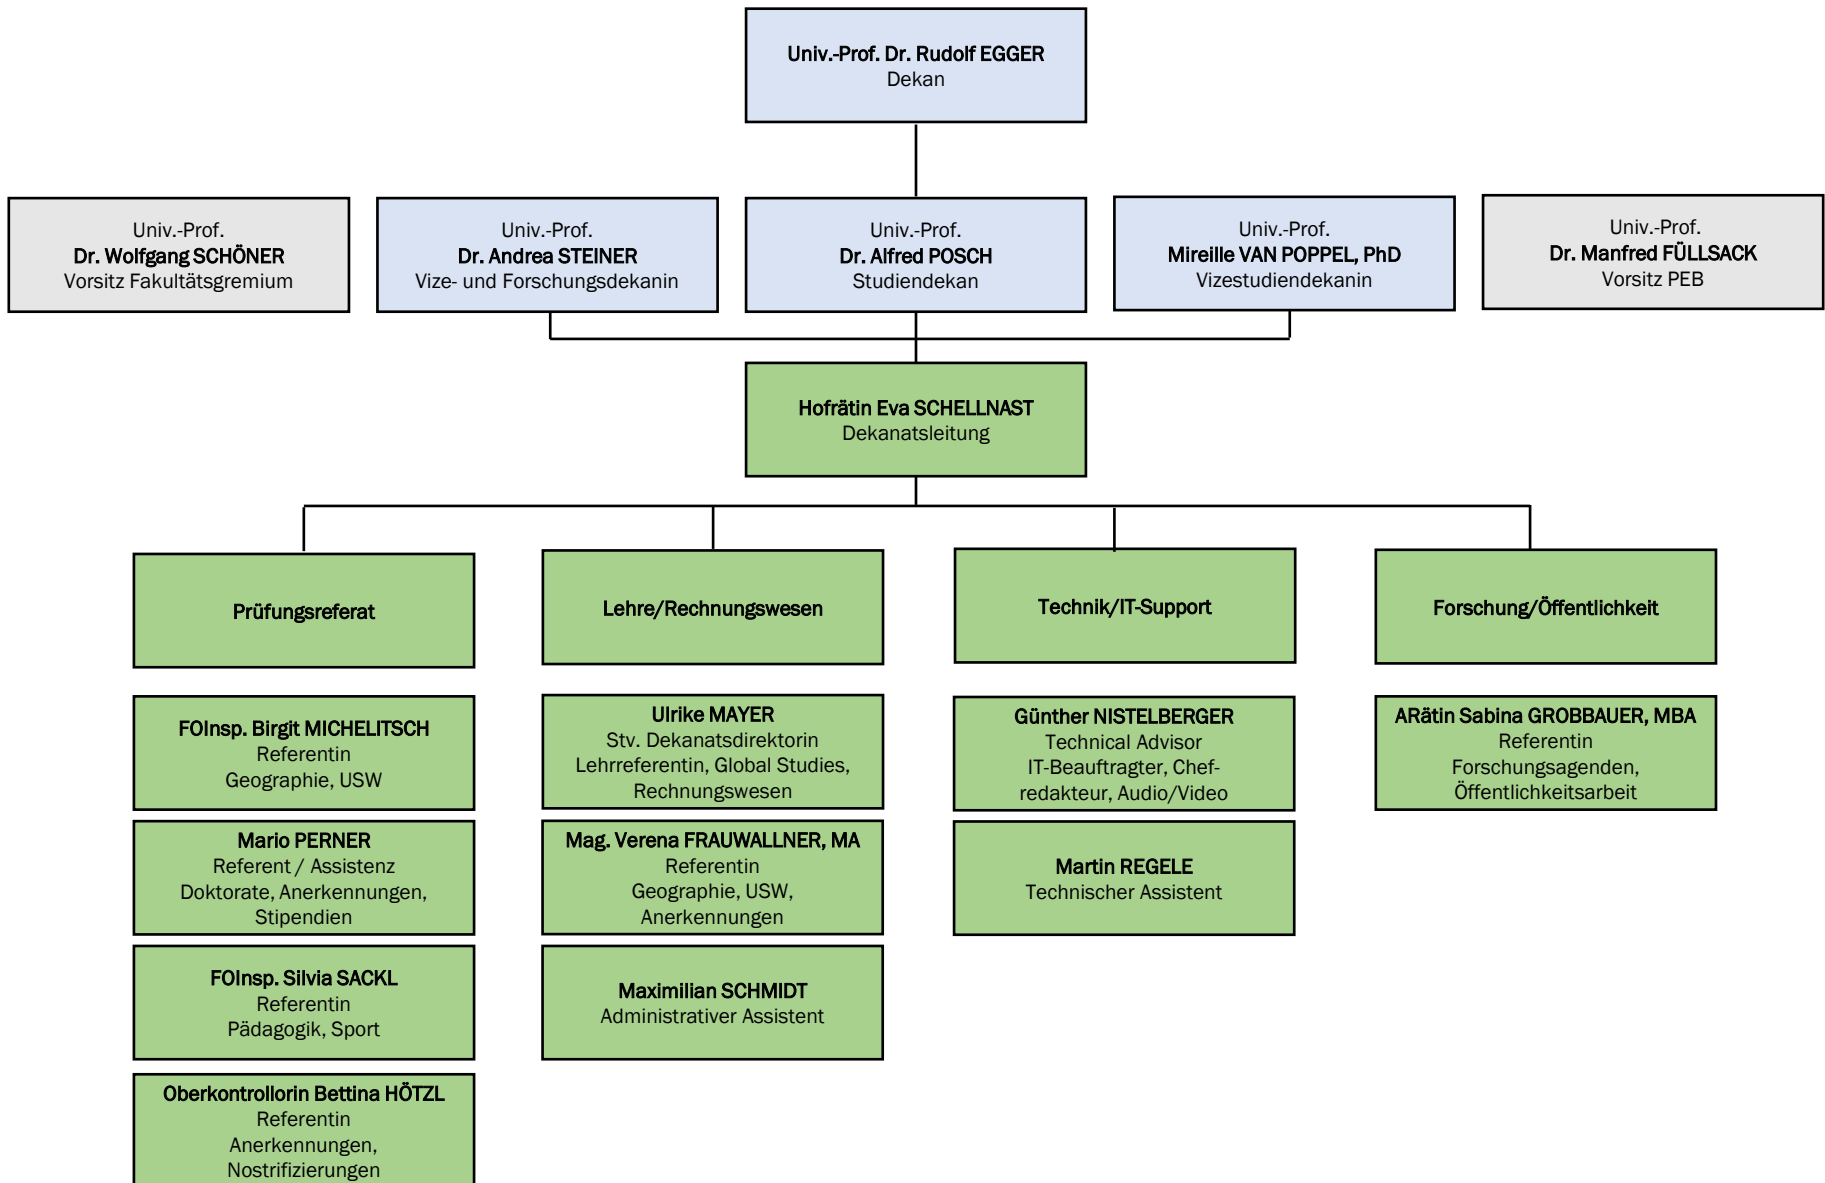 Univ.-Prof. Dr. Rudolf EGGER
Dekan
Univ.-Prof.
Dr. Wolfgang SCHÖNER
Vorsitz Fakultätsgremium
Univ.-Prof.
Dr. Andrea STEINER
Vize- und Forschungsdekanin
Univ.-Prof.
Dr. Alfred POSCH
Studiendekan
Univ.-Prof.
Mireille VAN POPPEL, PhD
Vizestudiendekanin
Univ.-Prof.
Dr. Manfred FÜLLSACK
Vorsitz PEB
Hofrätin Eva SCHELLNAST
Dekanatsleitung
Prüfungsreferat
Lehre/Rechnungswesen
Technik/IT-Support
Forschung/Öffentlichkeit
FOInsp. Birgit MICHELITSCH
Referentin
Geographie, USW
Mario PERNER
Referent / Assistenz
Doktorate, Anerkennungen,
Stipendien
FOInsp. Silvia SACKL
Referentin
Pädagogik, Sport
Oberkontrollorin Bettina HÖTZL
Referentin
Anerkennungen,
Nostrifizierungen
Ulrike MAYER
Stv. Dekanatsdirektorin
Lehrreferentin, Global Studies,
Rechnungswesen
Mag. Verena FRAUWALLNER, MA
Referentin
Geographie, USW,
Anerkennungen
Maximilian SCHMIDT
Administrativer Assistent
Günther NISTELBERGER
Technical Advisor
IT-Beauftragter, Chef-
redakteur, Audio/Video
Martin REGELE
Technischer Assistent
ARätin Sabina GROBBAUER, MBA
Referentin
Forschungsagenden,
Öffentlichkeitsarbeit